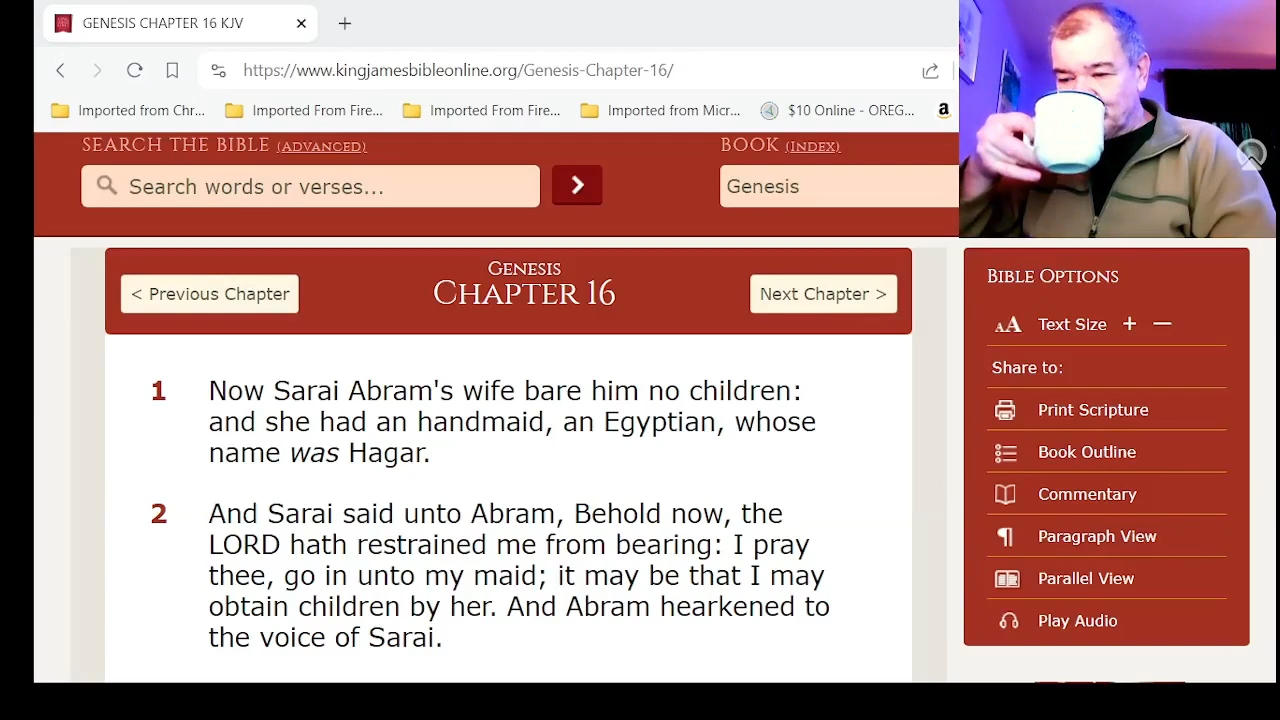 GENESIS CHAPTER 16 KJV
https://www.kingjamesbibleonline.org/Genesis-Chapter-16/
Imported from Chr... Imported From Fire... Imported From Fire... Imported from Micr... $10 Online - OREG... a
SEARCH THE BIBLE (ADVANCED) BOOK (INDEX)
Search words or verses... Genesis
GENESIS
< Previous Chapter CHAPTER 16 Next Chapter >
1 Now Sarai Abram's wife bare him no children:
and she had an handmaid, an Egyptian, whose
name was Hagar.
2 And Sarai said unto Abram, Behold now, the
LORD hath restrained me from bearing: I pray
thee, go in unto my maid; it may be that I may
obtain children by her. And Abram hearkened to
the voice of Sarai.
BIBLE OPTIONS
AA Text Size + −
Share to:
Print Scripture
Book Outline
Commentary
¶ Paragraph View
Parallel View
Play Audio